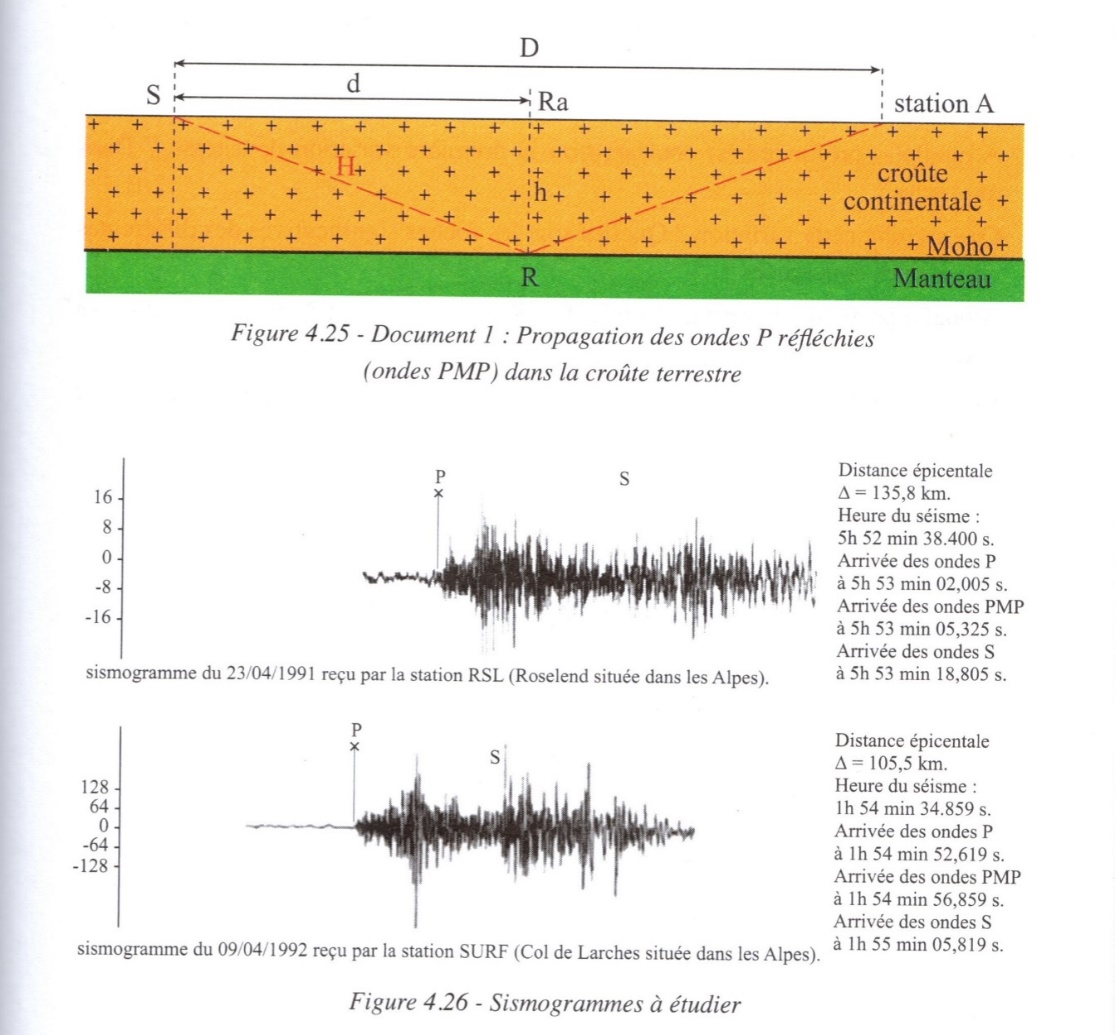 D
d
S
Ra
station A
H
h
croûte
continentale
Moho
R
Manteau
Figure 4.25 - Document 1 : Propagation des ondes P réfléchies
(ondes PMP) dans la croûte terrestre
P
S
16
8
0
-8
-16
Distance épicentale
Δ = 135,8 km.
Heure du séisme :
5h 52 min 38.400 s.
Arrivée des ondes P
à 5h 53 min 02,005 s.
Arrivée des ondes PMP
à 5h 53 min 05,325 s.
Arrivée des ondes S
à 5h 53 min 18,805 s.
sismogramme du 23/04/1991 reçu par la station RSL (Roselend située dans les Alpes).
P
S
128
64
0
-64
-128
Distance épicentale
Δ = 105,5 km.
Heure du séisme :
1h 54 min 34.859 s.
Arrivée des ondes P
à 1h 54 min 52,619 s.
Arrivée des ondes PMP
à 1h 54 min 56,859 s.
Arrivée des ondes S
à 1h 55 min 05,819 s.
sismogramme du 09/04/1992 reçu par la station SURF (Col de Larches située dans les Alpes).
Figure 4.26 - Sismogrammes à étudier